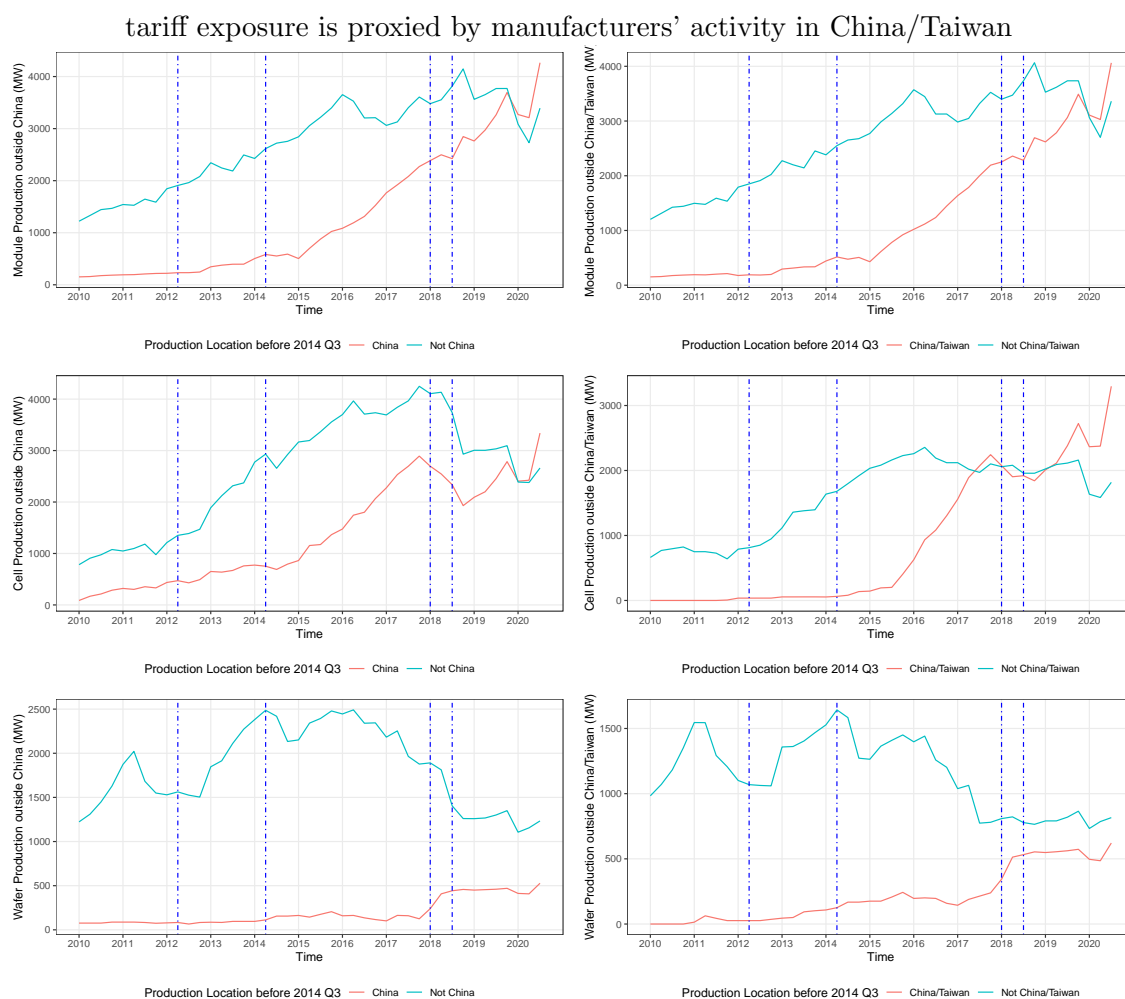 tariff exposure is proxied by manufacturers' activity in China/Taiwan
Module Production outside China (MW)
4000
3000
2000
1000
0
2010 2011 2012 2013 2014 2015 2016 2017 2018 2019 2020
Time
Production Location before 2014 Q3 China Not China
Module Production outside China/Taiwan (MW)
4000
3000
2000
1000
0
2010 2011 2012 2013 2014 2015 2016 2017 2018 2019 2020
Time
Production Location before 2014 Q3 China/Taiwan Not China/Taiwan
Cell Production outside China (MW)
4000
3000
2000
1000
0
2010 2011 2012 2013 2014 2015 2016 2017 2018 2019 2020
Time
Production Location before 2014 Q3 China Not China
Cell Production outside China/Taiwan (MW)
3000
2000
1000
0
2010 2011 2012 2013 2014 2015 2016 2017 2018 2019 2020
Time
Production Location before 2014 Q3 China/Taiwan Not China/Taiwan
Wafer Production outside China (MW)
2500
2000
1500
1000
500
0
2010 2011 2012 2013 2014 2015 2016 2017 2018 2019 2020
Time
Production Location before 2014 Q3 China Not China
Wafer Production outside China/Taiwan (MW)
1500
1000
500
0
2010 2011 2012 2013 2014 2015 2016 2017 2018 2019 2020
Time
Production Location before 2014 Q3 China/Taiwan Not China/Taiwan